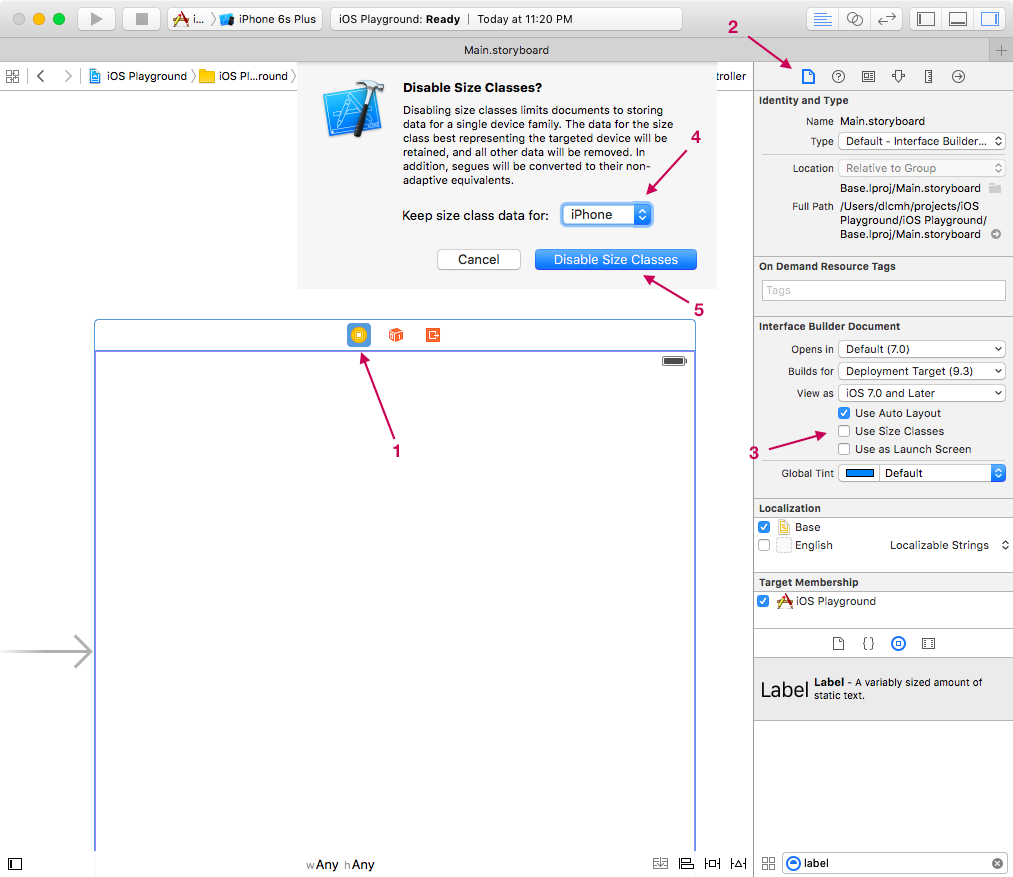 i...
iPhone 6s Plus
iOS Playground: Ready | Today at 11:20 PM
2
Main.storyboard
iOS Playground
iOS Pl...round
troller
Disable Size Classes?
Disabling size classes limits documents to storing
data for a single device family. The data for the size
class best representing the targeted device will be
retained, and all other data will be removed. In
addition, segues will be converted to their non-
adaptive equivalents.
4
Keep size class data for: iPhone
Cancel
Disable Size Classes
5
1
Identity and Type
Name Main.storyboard
Type Default - Interface Builder...
Location Relative to Group
Base.lproj/Main.storyboard
Full Path /Users/dlcmh/projects/iOS
Playground/iOS Playground/
Base.lproj/Main.storyboard
On Demand Resource Tags
Tags
Interface Builder Document
Opens in Default (7.0)
Builds for Deployment Target (9.3)
View as iOS 7.0 and Later
Use Auto Layout
Use Size Classes
3
Use as Launch Screen
Global Tint Default
Localization
Base
English Localizable Strings
Target Membership
iOS Playground
{}
Label
Label - A variably sized amount of
static text.
wAny hAny
label